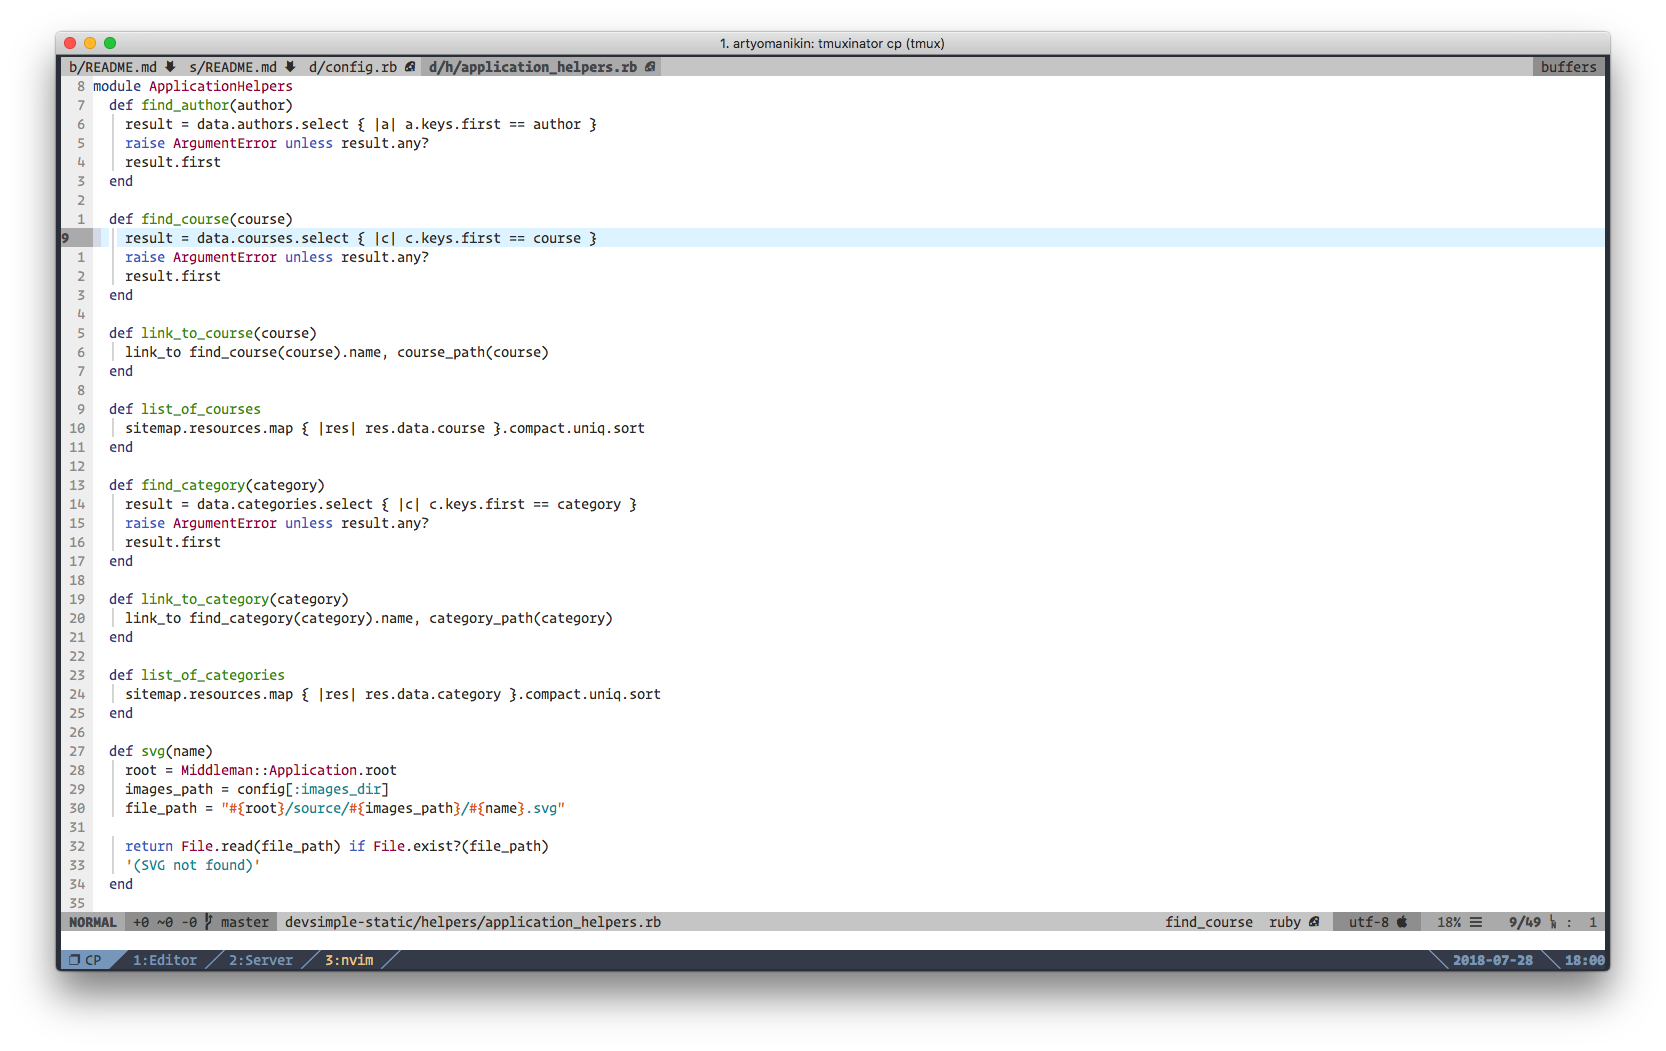 1. artyomanikin: tmuxinator cp (tmux)
b/README.md s/README.md d/config.rb d/h/application_helpers.rb buffers
8 module ApplicationHelpers
7 def find_author(author)
6 result = data.authors.select { |a| a.keys.first == author }
5 raise ArgumentError unless result.any?
4 result.first
3 end
2
1 def find_course(course)
9 result = data.courses.select { |c| c.keys.first == course }
1 raise ArgumentError unless result.any?
2 result.first
3 end
4
5 def link_to_course(course)
6 link_to find_course(course).name, course_path(course)
7 end
8
9 def list_of_courses
10 sitemap.resources.map { |res| res.data.course }.compact.uniq.sort
11 end
12
13 def find_category(category)
14 result = data.categories.select { |c| c.keys.first == category }
15 raise ArgumentError unless result.any?
16 result.first
17 end
18
19 def link_to_category(category)
20 link_to find_category(category).name, category_path(category)
21 end
22
23 def list_of_categories
24 sitemap.resources.map { |res| res.data.category }.compact.uniq.sort
25 end
26
27 def svg(name)
28 root = Middleman::Application.root
29 images_path = config[:images_dir]
30 file_path = "#{root}/source/#{images_path}/#{name}.svg"
31
32 return File.read(file_path) if File.exist?(file_path)
33 '(SVG not found)'
34 end
35
NORMAL +0 ~0 -0 master devsimple-static/helpers/application_helpers.rb find_course ruby utf-8 18% 9/49 : 1
CP 1:Editor 2:Server 3:nvim 2018-07-28 18:00